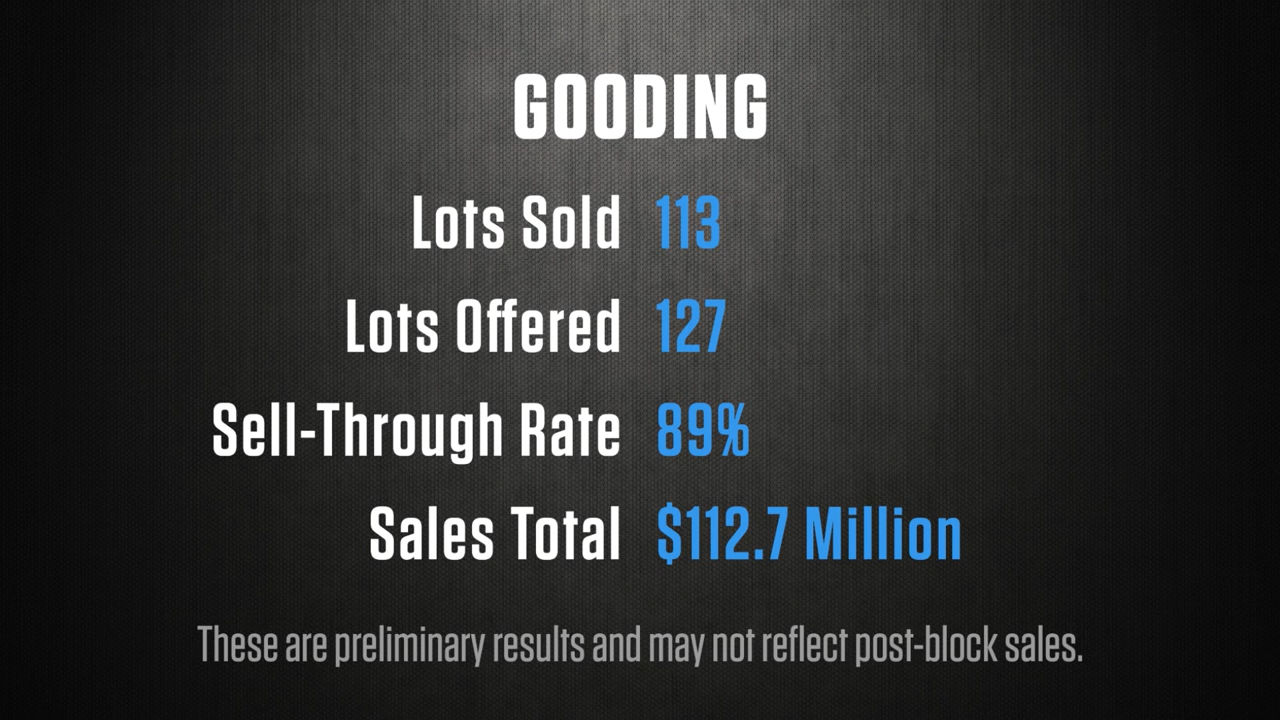 GOODING
Lots Sold 113
Lots Offered 127
Sell-Through Rate 89%
Sales Total $112.7 Million
These are preliminary results and may not reflect post-block sales.